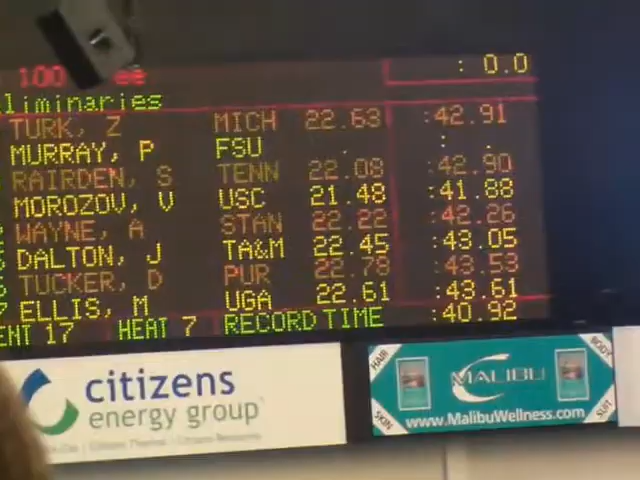 100 ee : 0.0
liminaries
TURK, Z MICH 22.63 :42.91
MURRAY, P FSU . : .
RAIRDEN, S TENN 22.08 :42.90
MOROZOV, V USC 21.48 :41.88
WAYNE, A STAN 22.22 :42.26
DALTON, J TA&M 22.45 :43.05
TUCKER, D PUR 22.78 :43.53
7 ELLIS, M UGA 22.61 :43.61
ENT 17 HEAT 7 RECORD TIME :40.92
citizens
energy group
HAIR BODY
MALIBU
SKIN SUPT
www.MalibuWellness.com